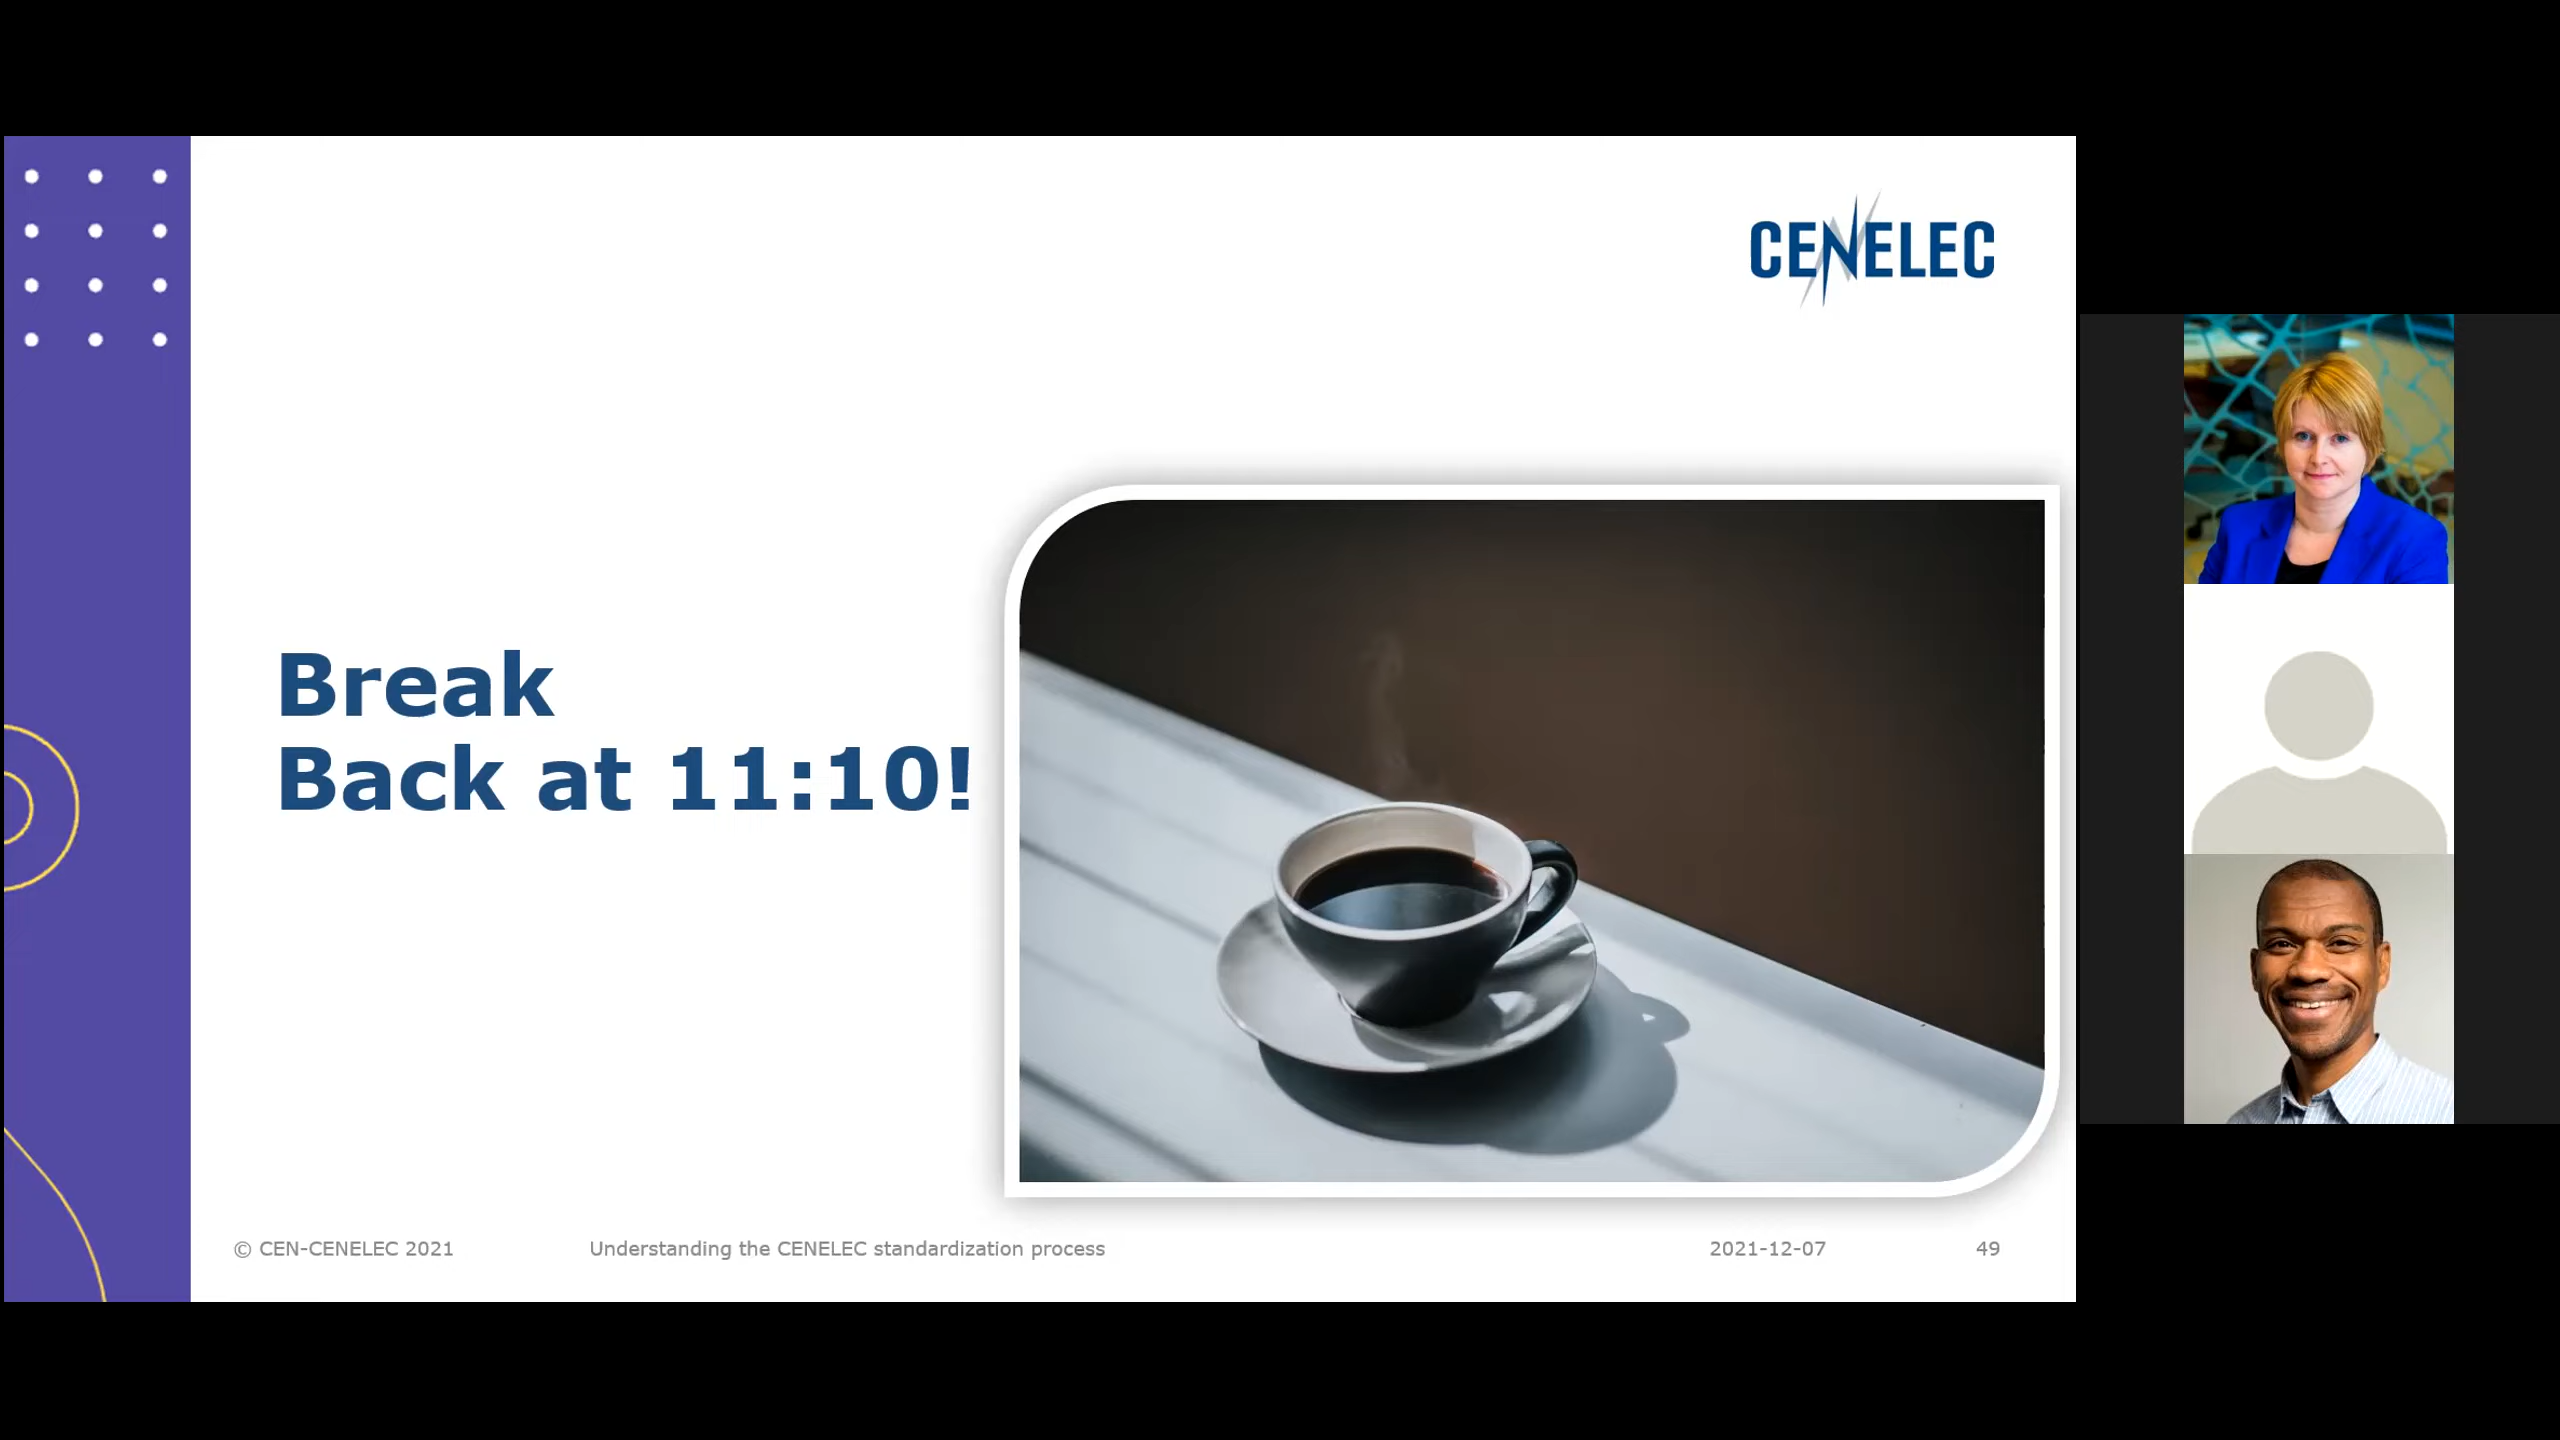 CENELEC
Break
Back at 11:10!
© CEN-CENELEC 2021 Understanding the CENELEC standardization process 2021-12-07 49